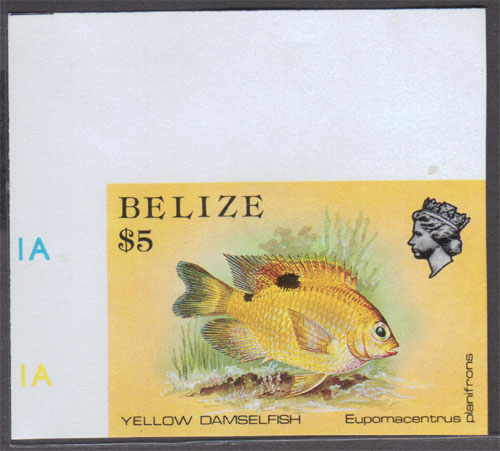 BELIZE
$5
1A
1A
YELLOW DAMSELFISH
Eupomacentrus
planifrons